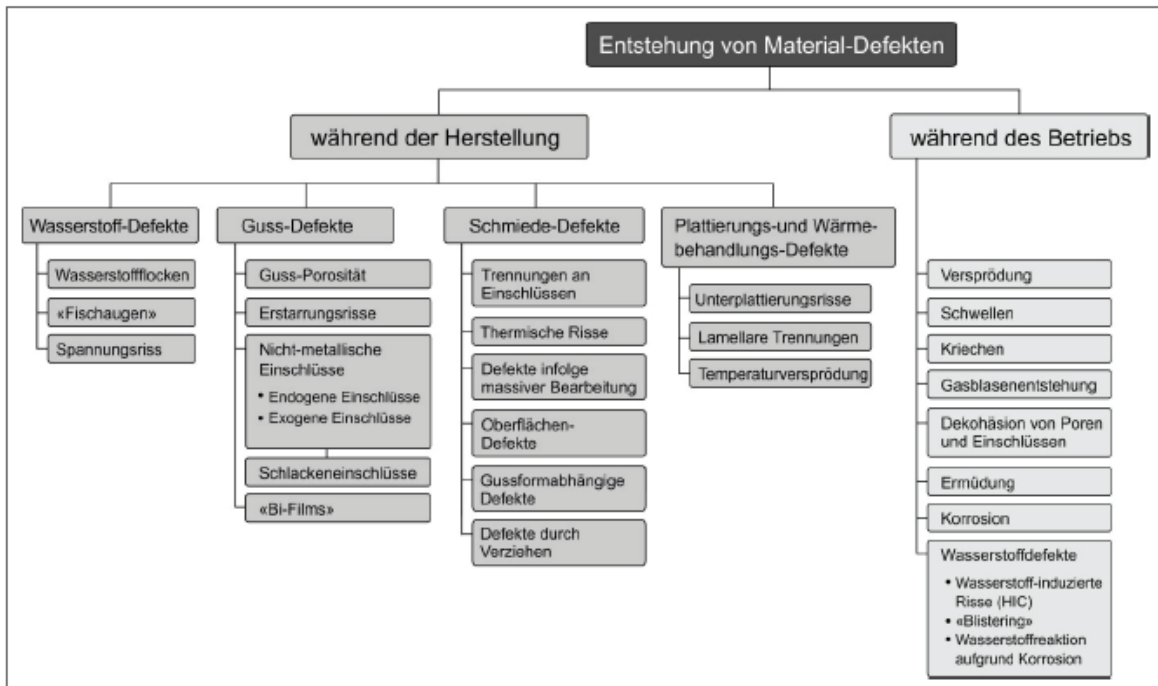 Entstehung von Material-Defekten
während der Herstellung
während des Betriebs
Wasserstoff-Defekte
Wasserstoffflocken
«Fischaugen»
Spannungsriss
Guss-Defekte
Guss-Porosität
Erstarrungsrisse
Nicht-metallische
Einschlüsse
• Endogene Einschlüsse
• Exogene Einschlüsse
Schlackeneinschlüsse
«Bi-Films»
Schmiede-Defekte
Trennungen an
Einschlüssen
Thermische Risse
Defekte infolge
massiver Bearbeitung
Oberflächen-
Defekte
Gussformabhängige
Defekte
Defekte durch
Verziehen
Plattierungs-und Wärme-
behandlungs-Defekte
Unterplattierungsrisse
Lamellare Trennungen
Temperaturversprödung
Versprödung
Schwellen
Kriechen
Gasblasenentstehung
Dekohäsion von Poren
und Einschlüssen
Ermüdung
Korrosion
Wasserstoffdefekte
• Wasserstoff-induzierte
Risse (HIC)
• «Blistering»
• Wasserstoffreaktion
aufgrund Korrosion